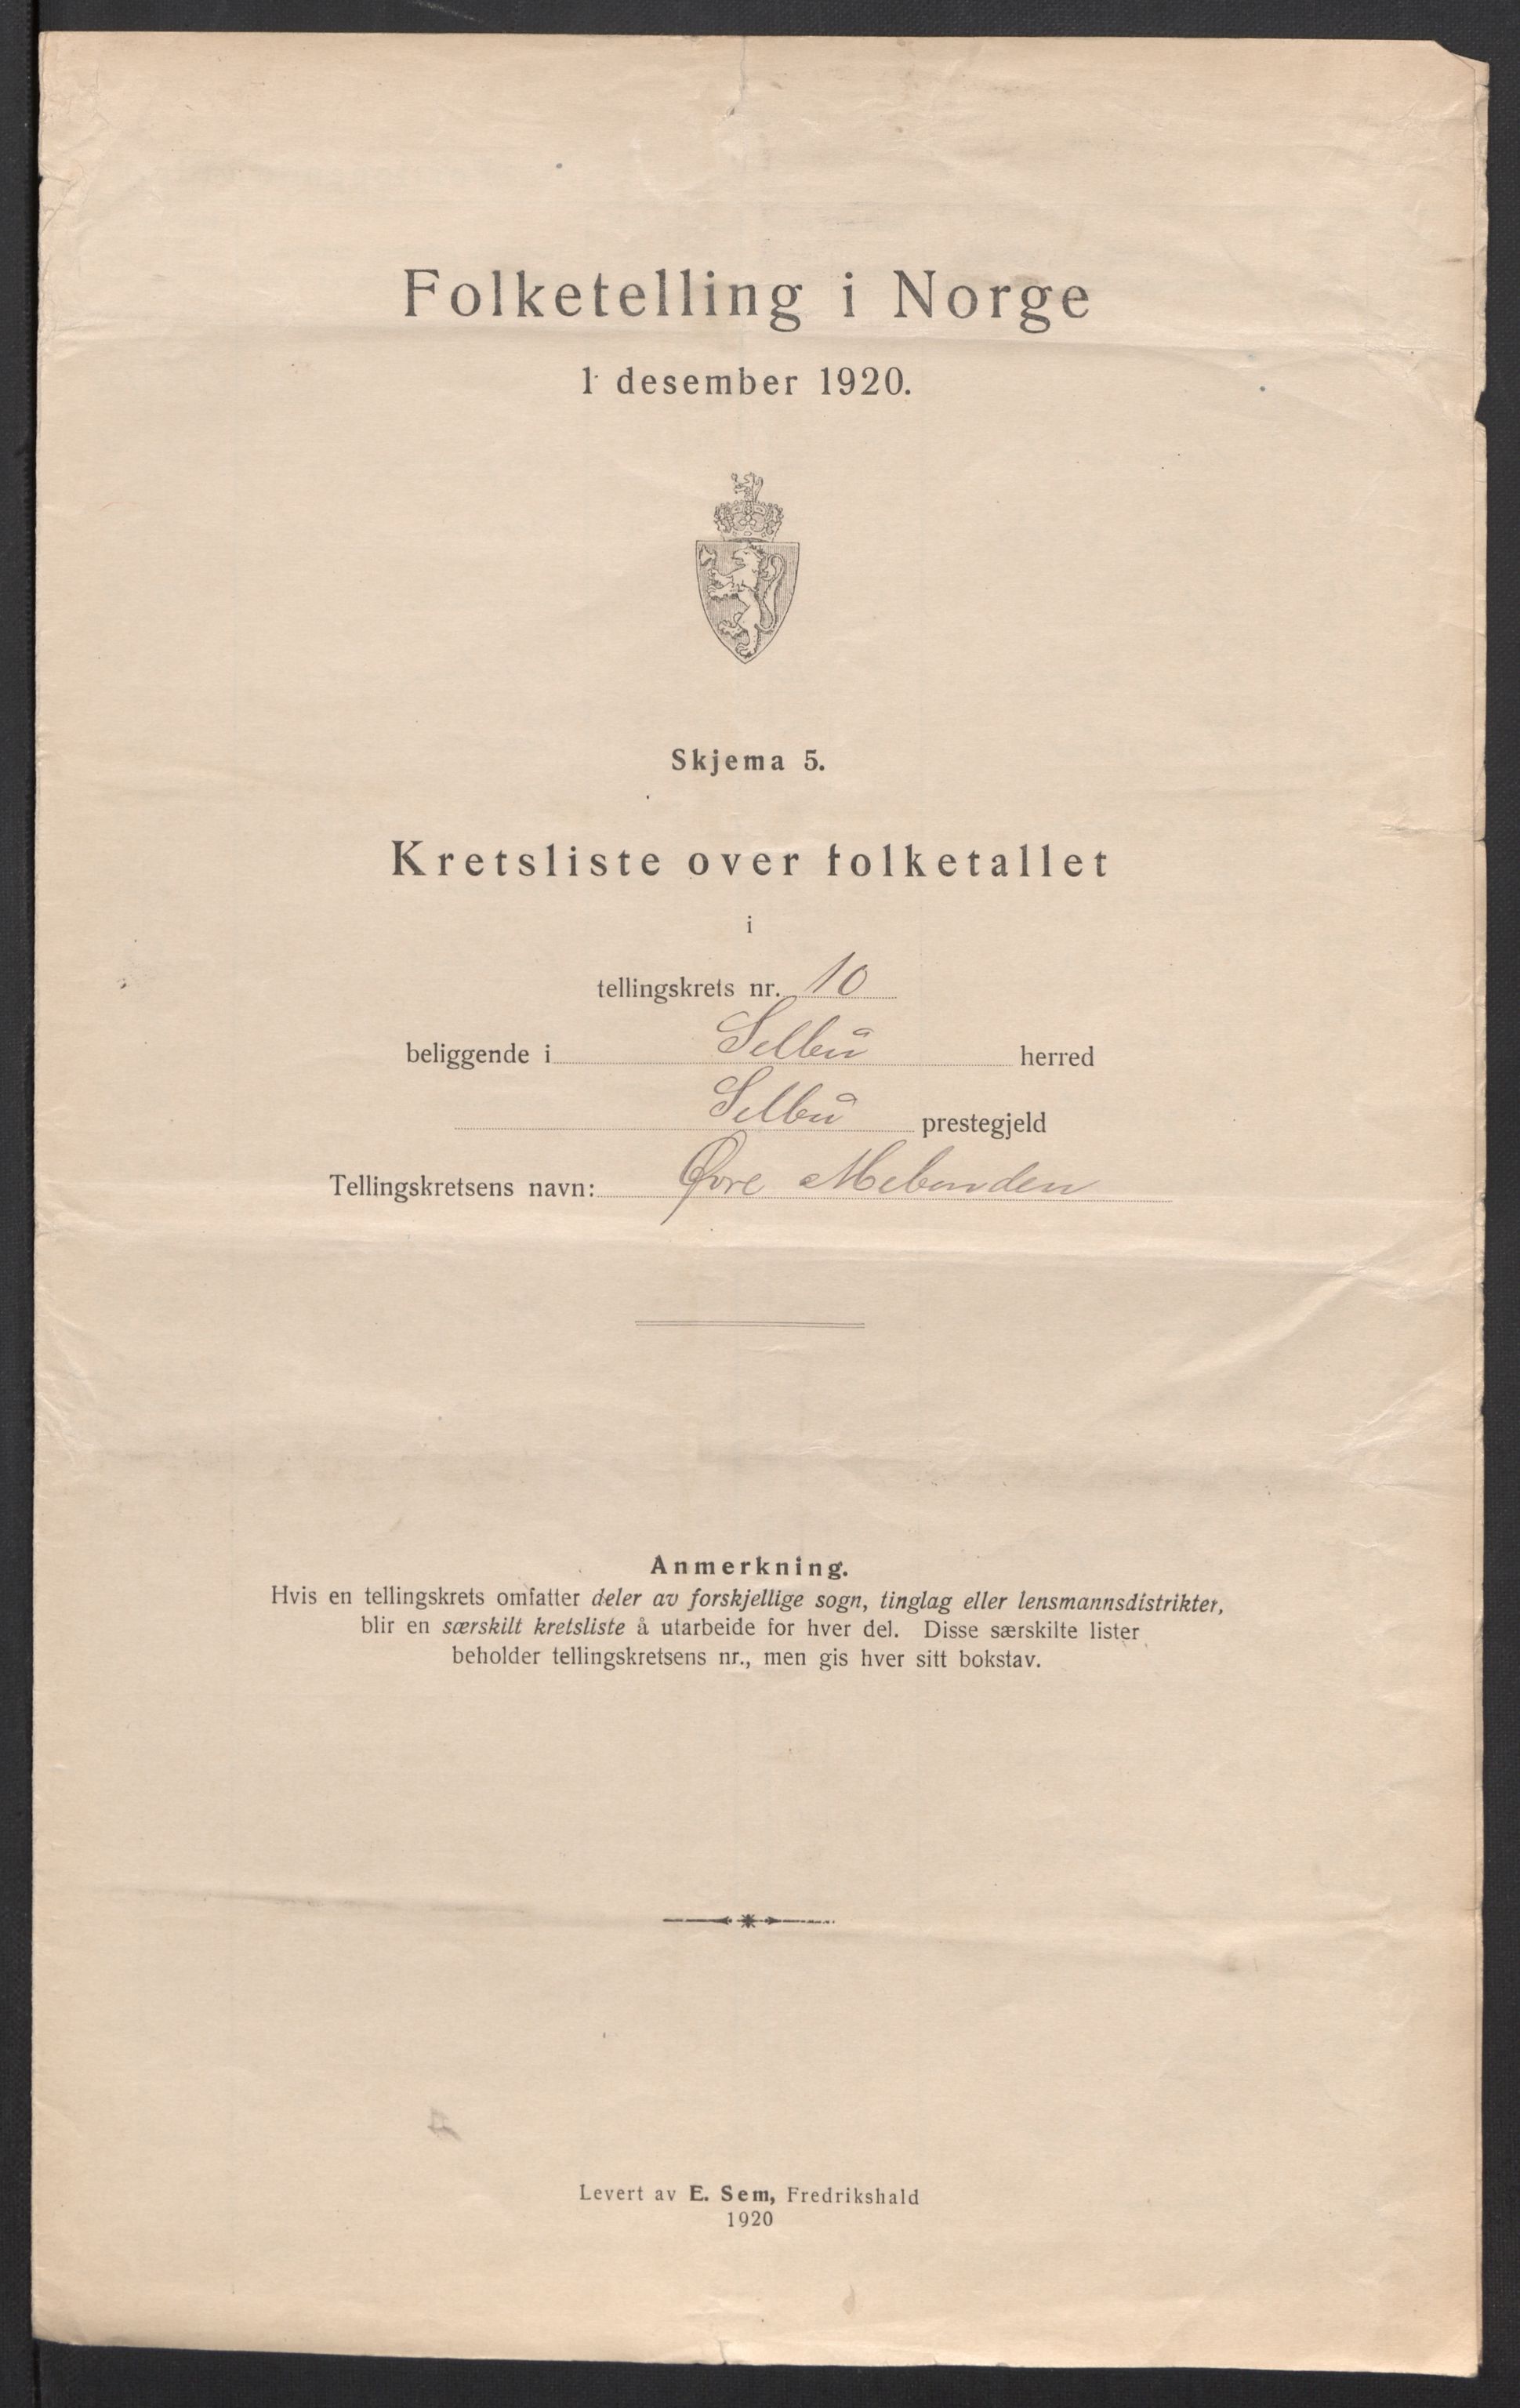 Folketelling i Norge
1 desember 1920.
Skjema 5.
Kretsliste over folketallet
i
tellingskrets nr. 10
beliggende i Selbu herred
Selbu prestegjeld
Tellingskretsens navn: Øvre Mebonden
Anmerkning.
Hvis en tellingskrets omfatter deler av forskjellige sogn, tinglag eller lensmannsdistrikter,
blir en særskilt kretsliste å utarbeide for hver del. Disse særskilte lister
beholder tellingskretsens nr., men gis hver sitt bokstav.
Levert av E. Sem, Fredrikshald
1920